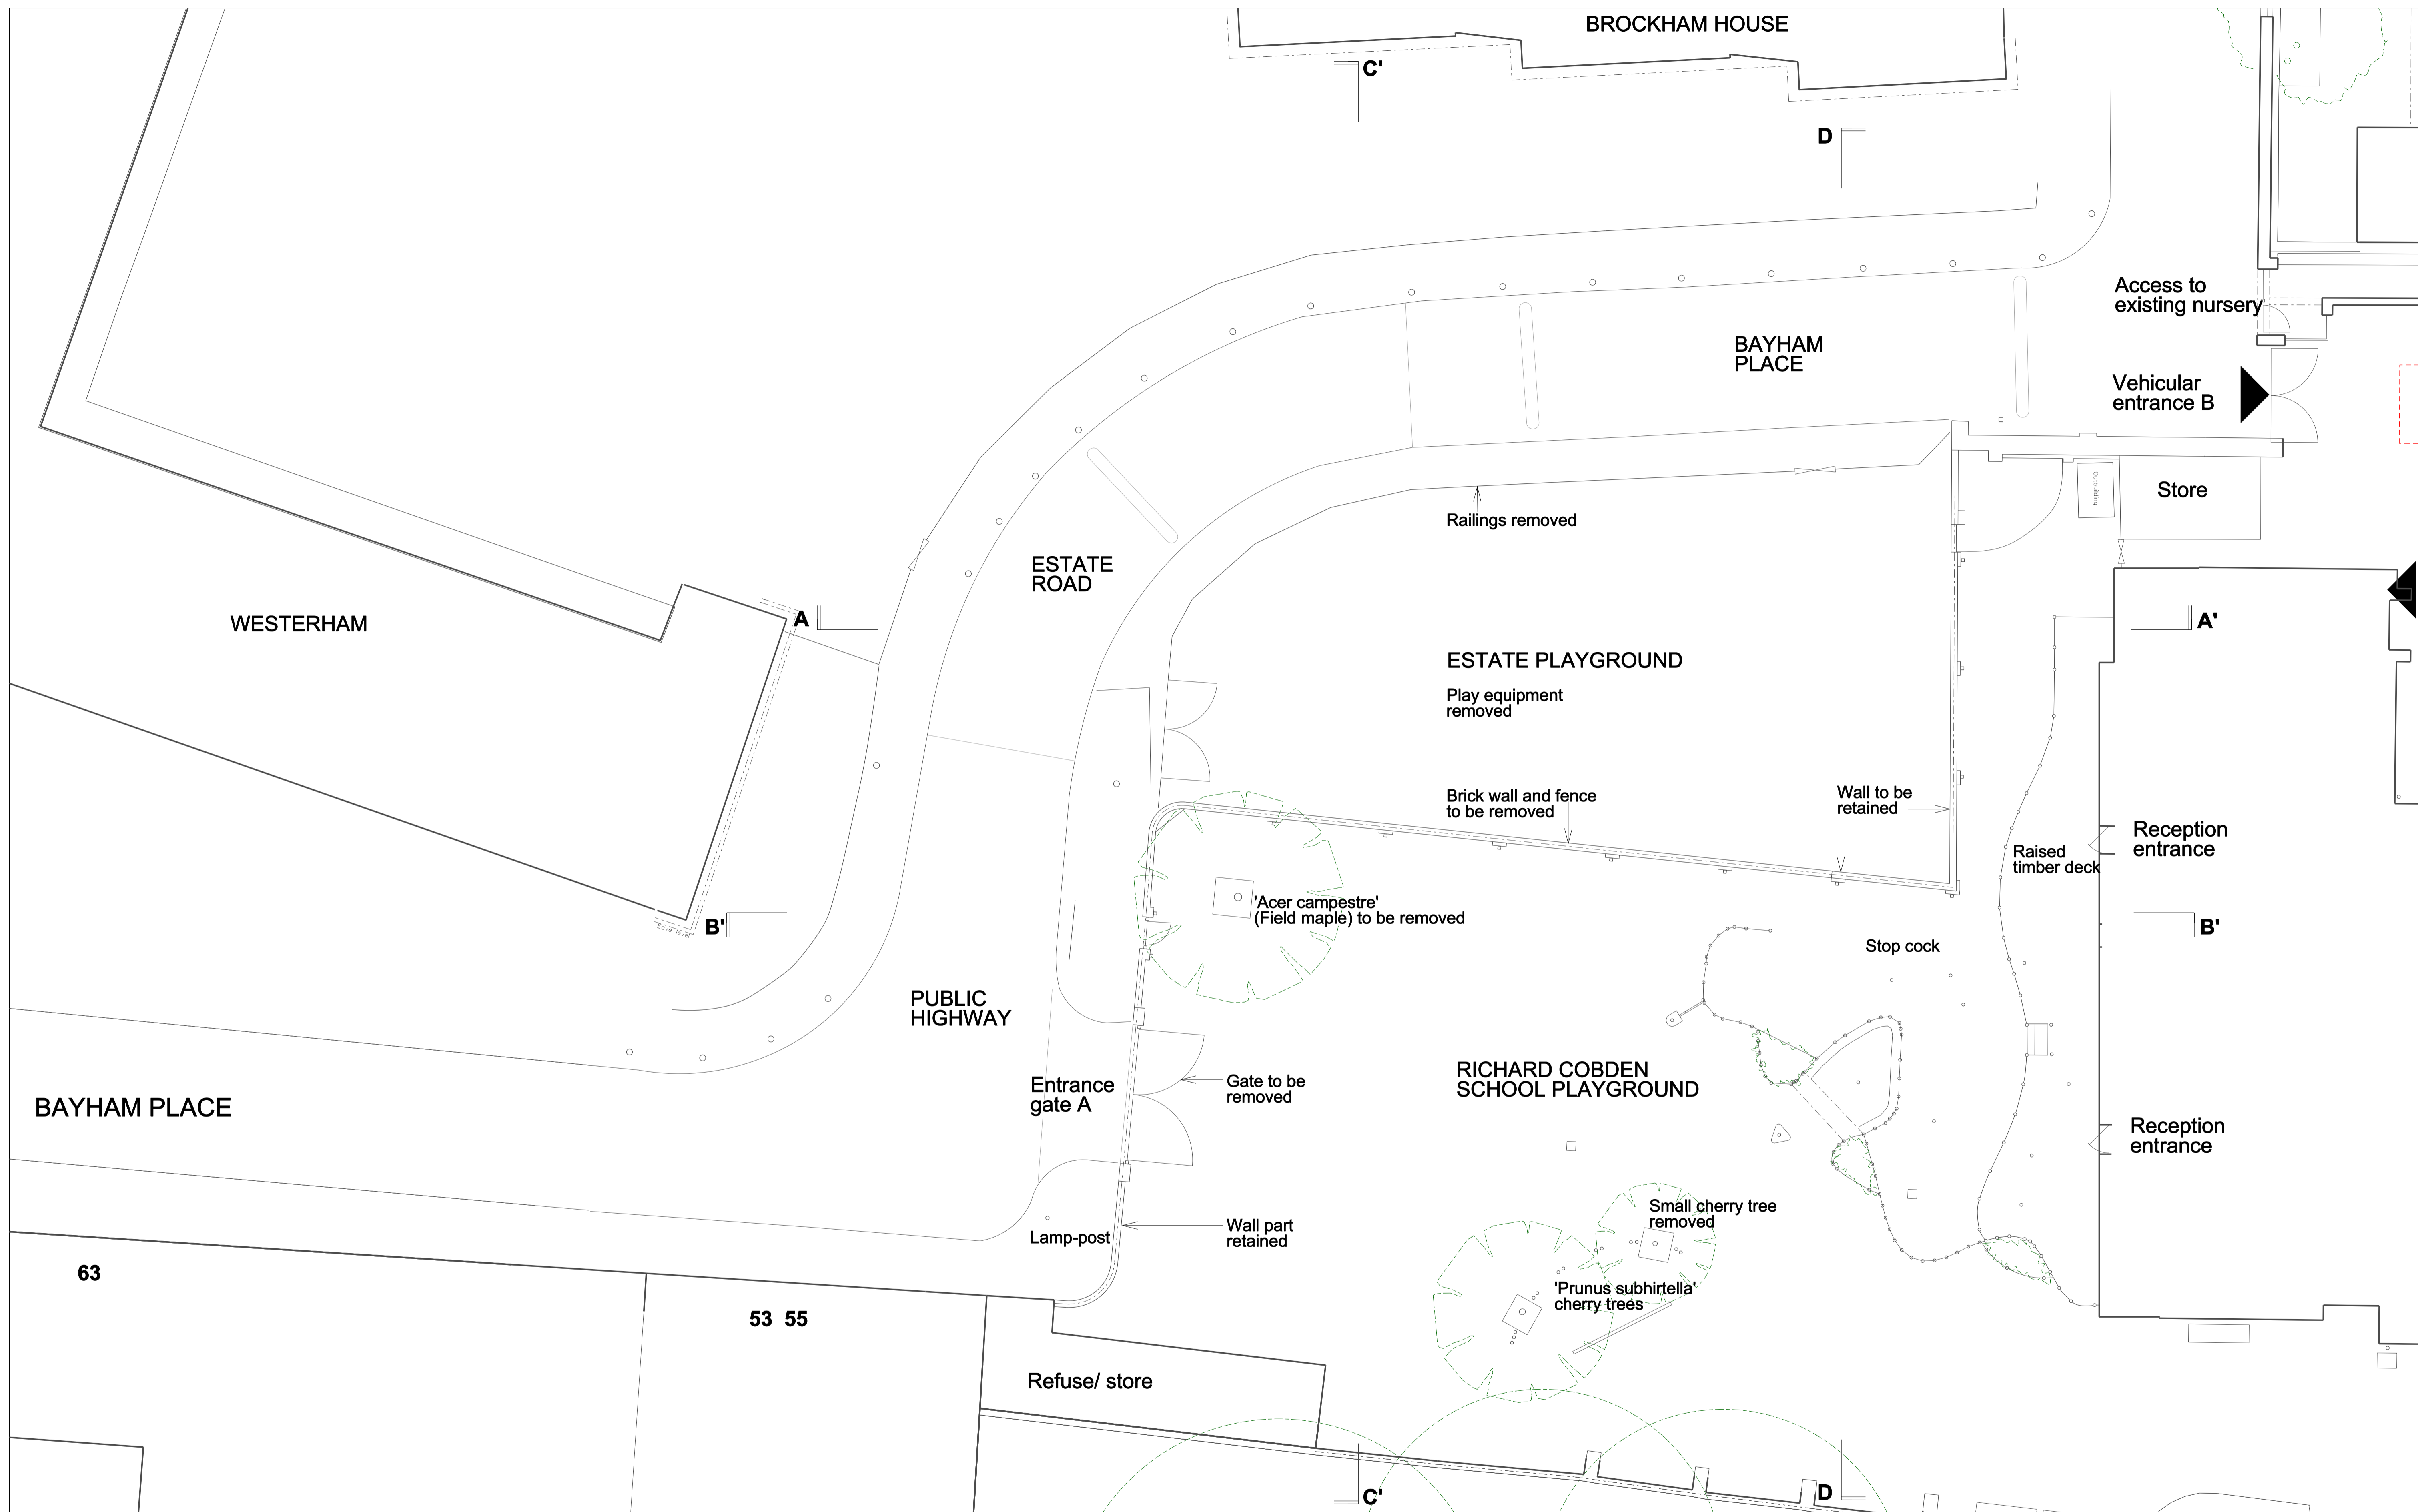 BROCKHAM HOUSE
C'
D
Access to
existing nursery
BAYHAM
PLACE
Vehicular
entrance B
Store
Outbuilding
Railings removed
ESTATE
ROAD
WESTERHAM
A
A'
ESTATE PLAYGROUND
Play equipment
removed
Brick wall and fence
to be removed
Wall to be
retained
Reception
entrance
Raised
timber deck
'Acer campestre'
(Field maple) to be removed
B'
B'
Stop cock
PUBLIC
HIGHWAY
RICHARD COBDEN
SCHOOL PLAYGROUND
Entrance
gate A
Gate to be
removed
BAYHAM PLACE
Reception
entrance
Small cherry tree
removed
Wall part
retained
Lamp-post
63
'Prunus subhirtella'
cherry trees
53 55
Refuse/ store
C'
D